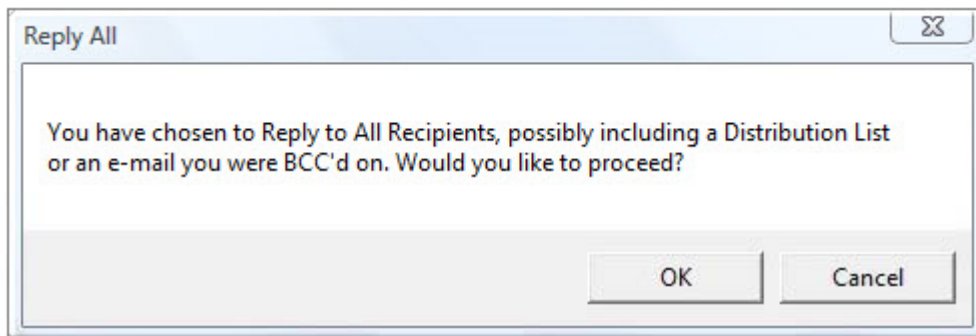 Reply All
You have chosen to Reply to All Recipients, possibly including a Distribution List
or an e-mail you were BCC'd on. Would you like to proceed?
OK
Cancel